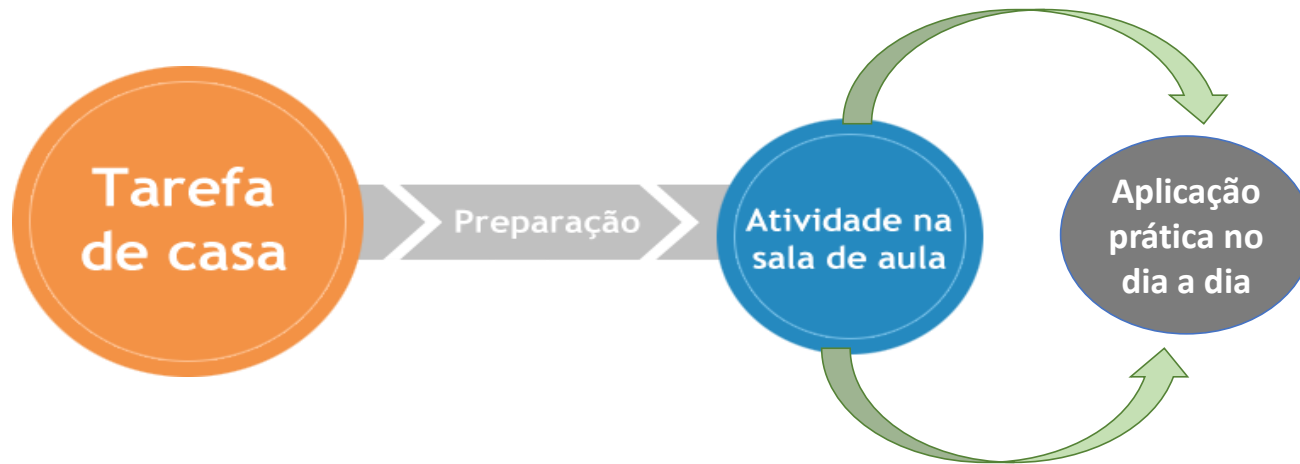 Tarefa
de casa
Preparação
Atividade na
sala de aula
Aplicação
prática no
dia a dia